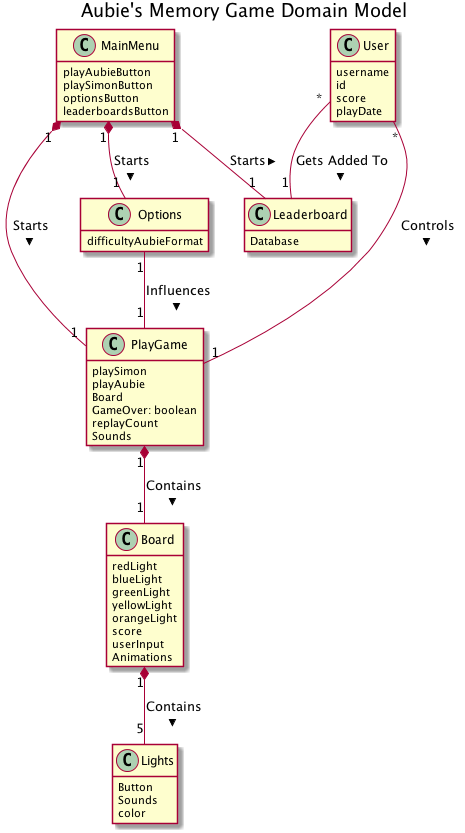 Aubie's Memory Game Domain Model
C MainMenu
playAubieButton
playSimonButton
optionsButton
leaderboardsButton
C User
username
id
score
playDate
1 1 1 * *
Starts ▼
Starts ►
Gets Added To ▼
1 1 1
C Options
difficultyAubieFormat
C Leaderboard
Database
Starts ▼
Controls ▼
1
Influences ▼
1 1 1
C PlayGame
playSimon
playAubie
Board
GameOver: boolean
replayCount
Sounds
1
Contains ▼
1
C Board
redLight
blueLight
greenLight
yellowLight
orangeLight
score
userInput
Animations
1
Contains ▼
5
C Lights
Button
Sounds
color